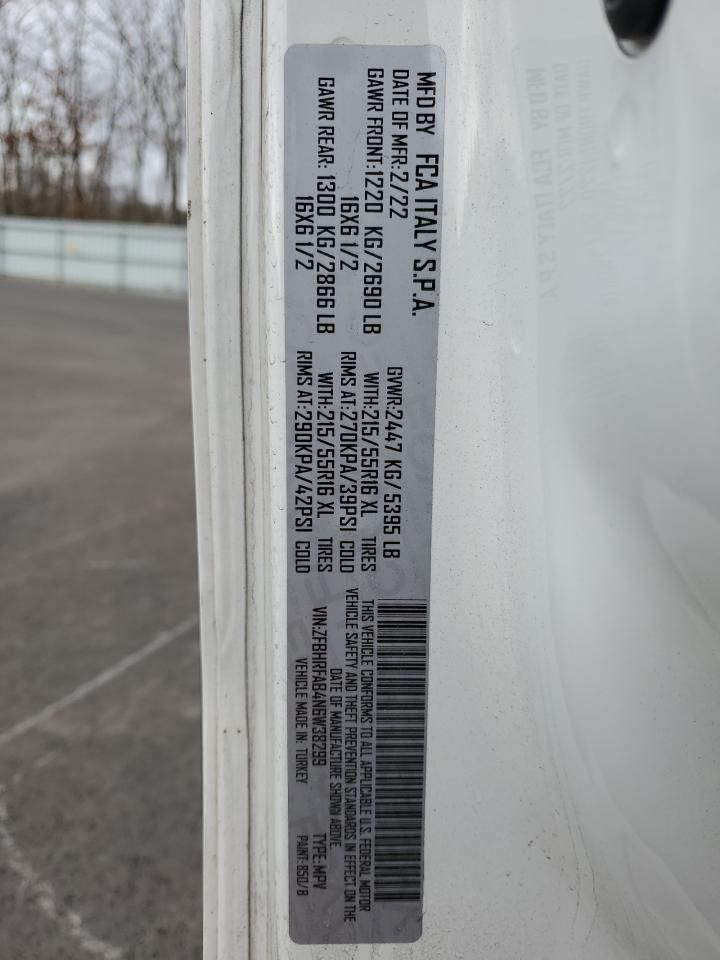 MFD BY FCA ITALY S.P.A.
DATE OF MFR:2/22 GVWR:2447 KG/5395 LB
GAWR FRONT:1220 KG/2690 LB WITH:215/55R16 XL TIRES
16X6 1/2 RIMS AT:270KPA/39PSI COLD
GAWR REAR: 1300 KG/2866 LB WITH:215/55R16 XL TIRES
16X6 1/2 RIMS AT:290KPA/42PSI COLD
THIS VEHICLE CONFORMS TO ALL APPLICABLE U.S. FEDERAL MOTOR
VEHICLE SAFETY AND THEFT PREVENTION STANDARDS IN EFFECT ON THE
DATE OF MANUFACTURE SHOWN ABOVE.
VIN:ZFBHRFAB4N6W38299 TYPE:MPV
VEHICLE MADE IN: TURKEY PAINT:850/B